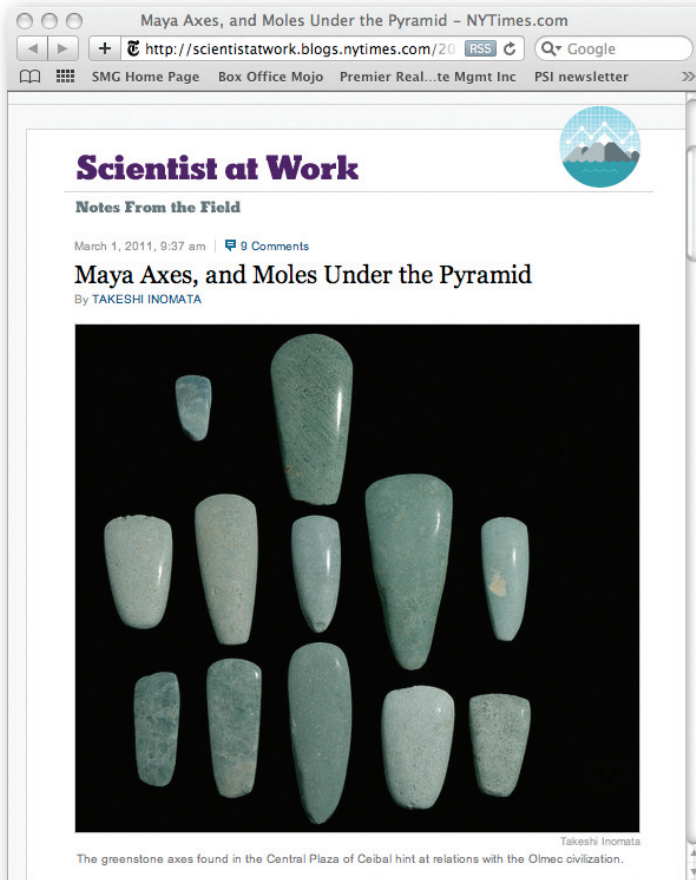 Maya Axes, and Moles Under the Pyramid – NYTimes.com
http://scientistatwork.blogs.nytimes.com/20 RSS Google
SMG Home Page Box Office Mojo Premier Real...te Mgmt Inc PSI newsletter
Scientist at Work
Notes From the Field
March 1, 2011, 9:37 am | 9 Comments
Maya Axes, and Moles Under the Pyramid
By TAKESHI INOMATA
Takeshi Inomata
The greenstone axes found in the Central Plaza of Ceibal hint at relations with the Olmec civilization.